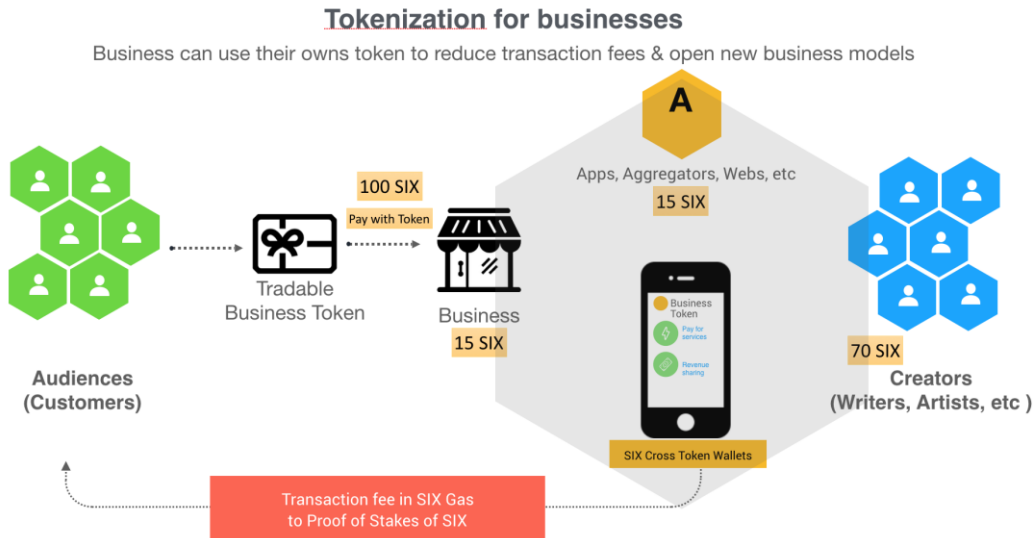 Tokenization for businesses
Business can use their owns token to reduce transaction fees & open new business models
A
Apps, Aggregators, Webs, etc
15 SIX
100 SIX
Pay with Token
Tradable
Business Token
Business
15 SIX
Business
Token
Pay for
services
Revenue
sharing
SIX Cross Token Wallets
70 SIX
Audiences
(Customers)
Creators
(Writers, Artists, etc )
Transaction fee in SIX Gas
to Proof of Stakes of SIX